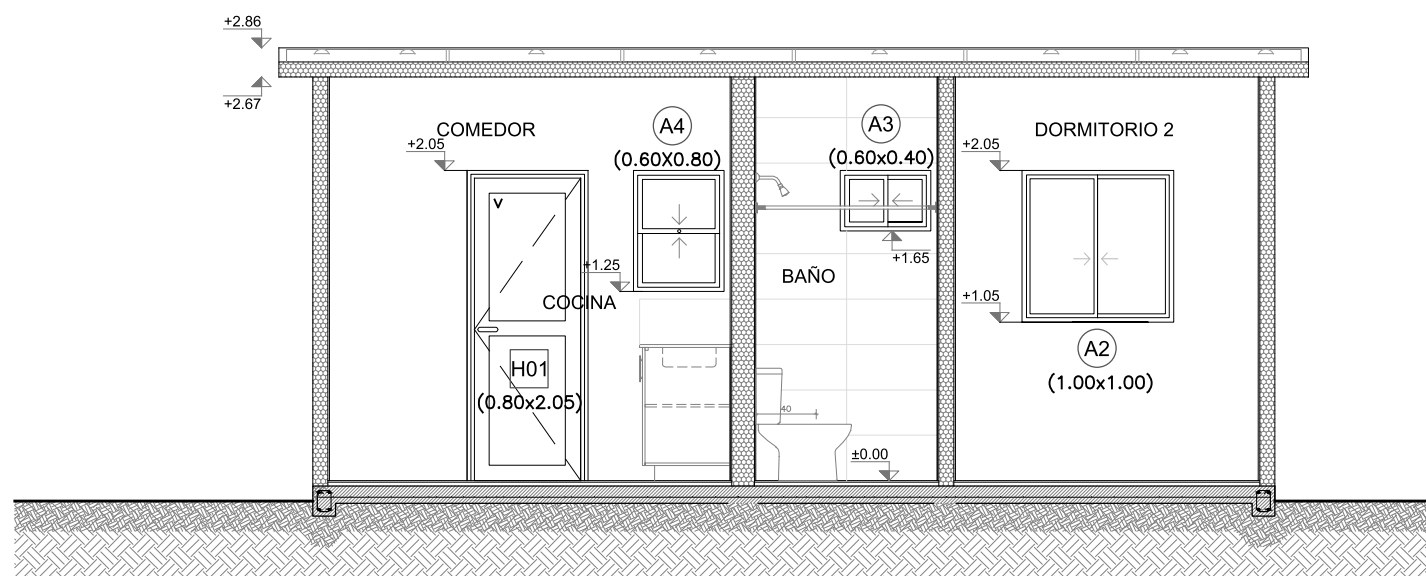 +2.86
+2.67
COMEDOR
+2.05
A4
(0.60X0.80)
A3
(0.60x0.40)
DORMITORIO 2
+2.05
+1.65
+1.25
COCINA
BAÑO
+1.05
A2
(1.00x1.00)
H01
(0.80x2.05)
40
±0.00